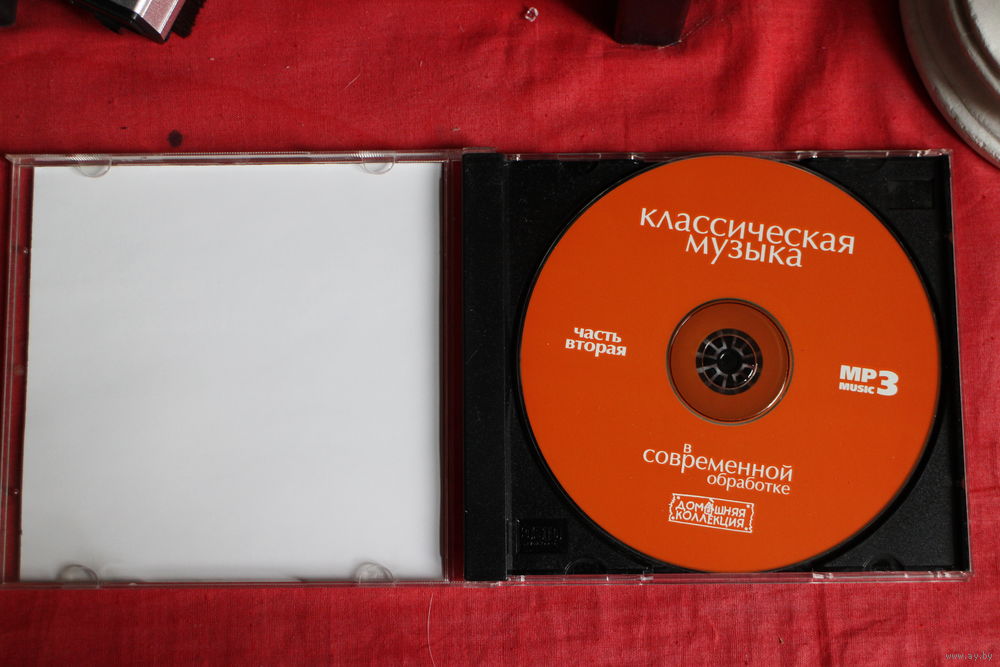 классическая
музыка
часть
вторая
MP3
MUSIC
в
современной
обработке
ДОМАШНЯЯ
КОЛЛЕКЦИЯ
www.ay.by